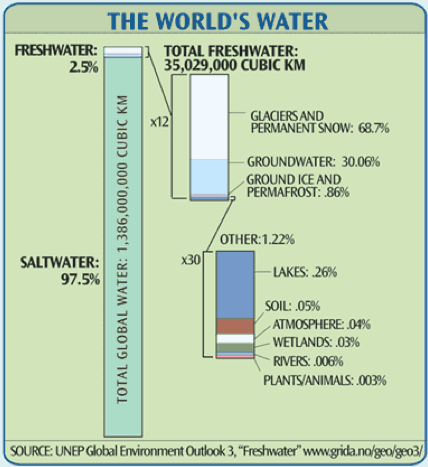 THE WORLD'S WATER
FRESHWATER:
2.5%
TOTAL FRESHWATER:
35,029,000 CUBIC KM
x12
GLACIERS AND
PERMANENT SNOW: 68.7%
GROUNDWATER: 30.06%
GROUND ICE AND
PERMAFROST: .86%
TOTAL GLOBAL WATER: 1,386,000,000 CUBIC KM
SALTWATER:
97.5%
OTHER:1.22%
x30
LAKES: .26%
SOIL: .05%
ATMOSPHERE: .04%
WETLANDS: .03%
RIVERS: .006%
PLANTS/ANIMALS: .003%
SOURCE: UNEP Global Environment Outlook 3, "Freshwater" www.grida.no/geo/geo3/